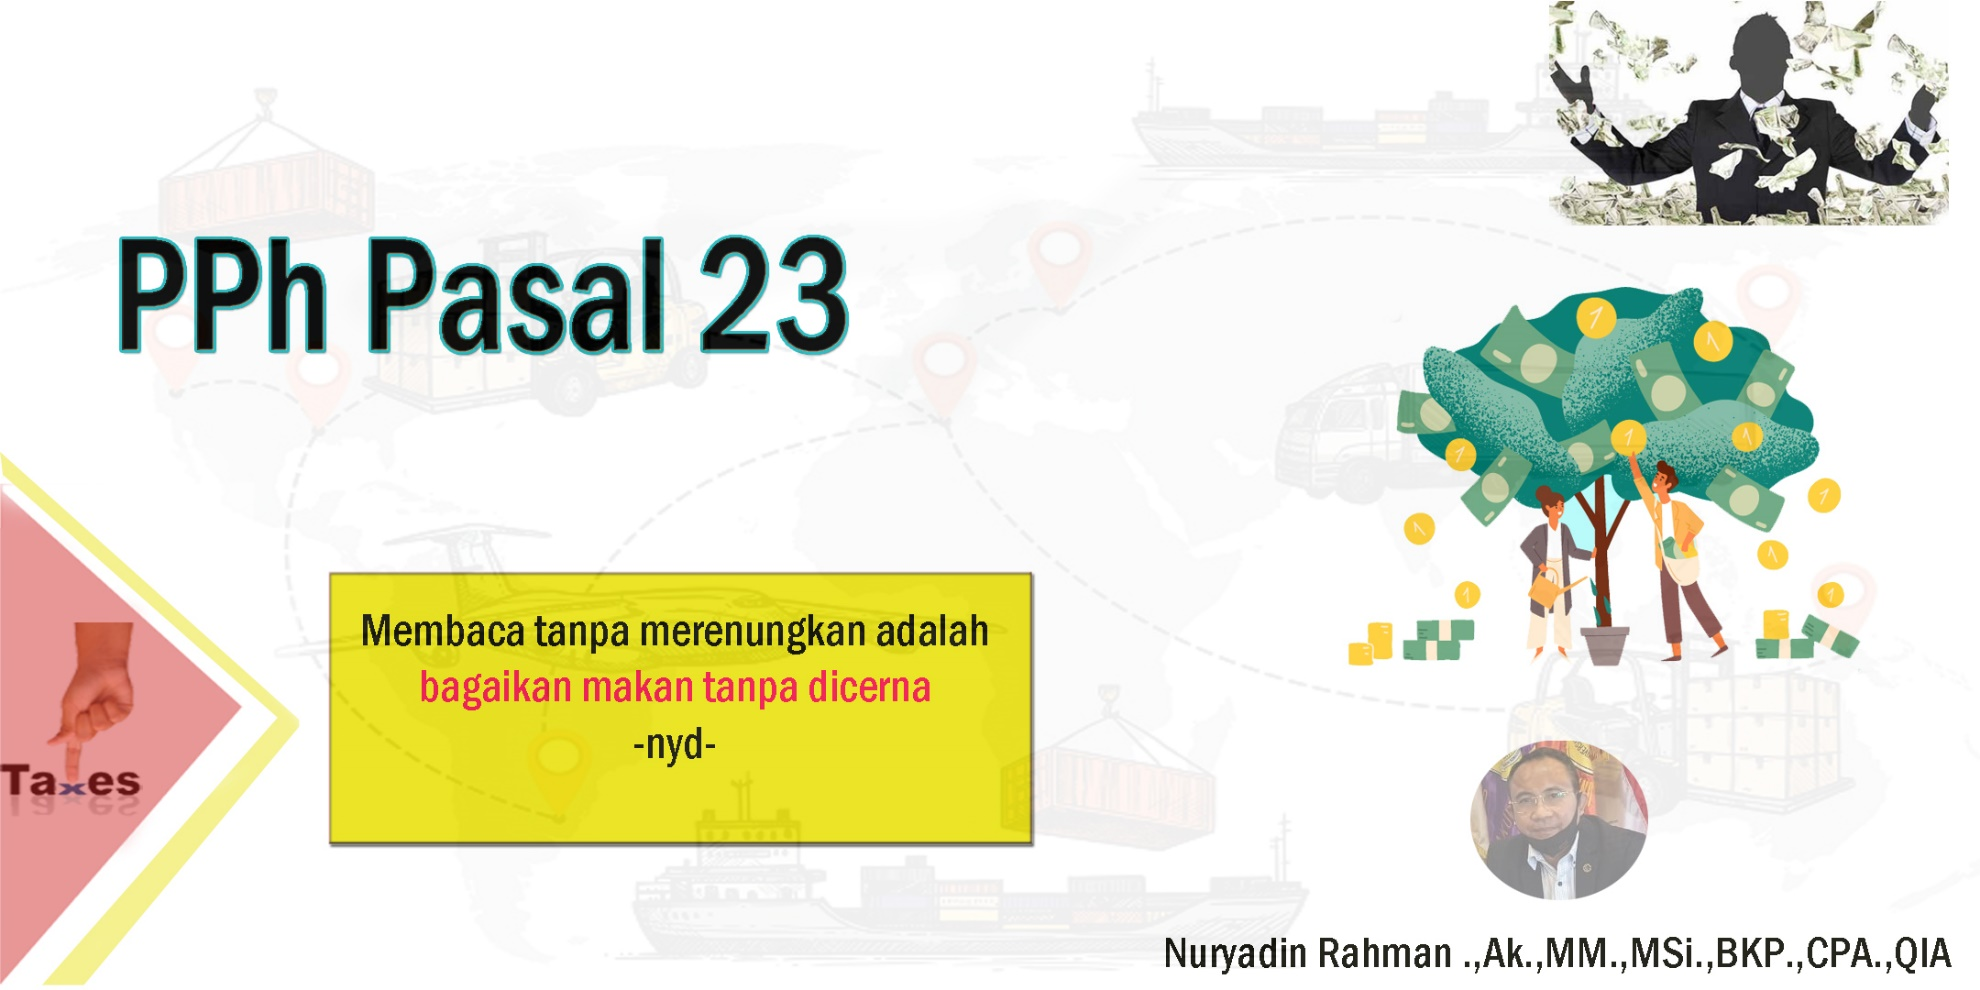 PPh Pasal 23
Membaca tanpa merenungkan adalah
bagaikan makan tanpa dicerna
-nyd-
Taxes
Nuryadin Rahman .,Ak.,MM.,MSi.,BKP.,CPA.,QIA